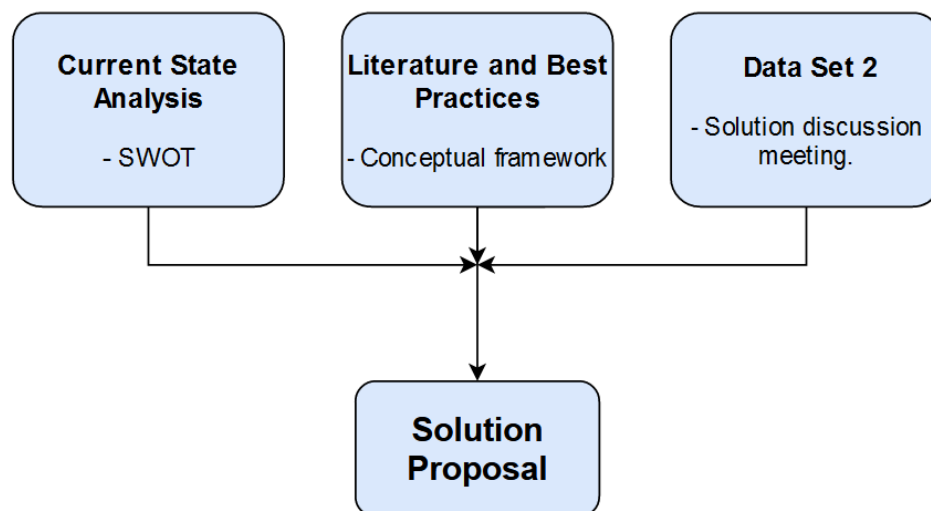 Current State
Analysis
- SWOT
Literature and Best
Practices
- Conceptual framework
Data Set 2
- Solution discussion
meeting.
Solution
Proposal